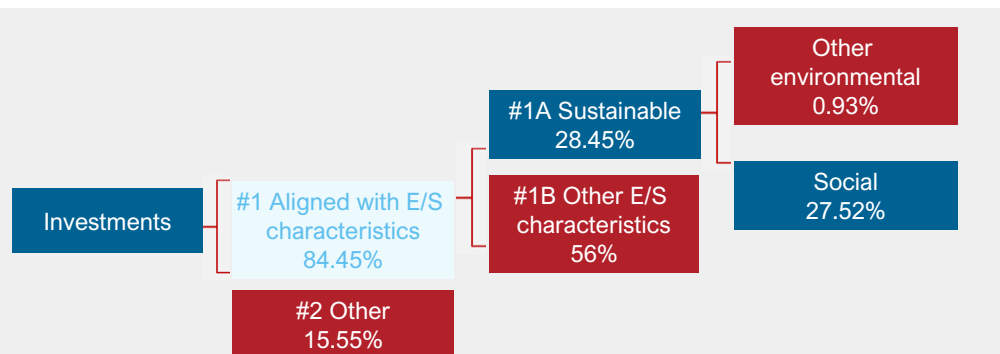 Investments
#1 Aligned with E/S
characteristics
84.45%
#2 Other
15.55%
#1A Sustainable
28.45%
#1B Other E/S
characteristics
56%
Other
environmental
0.93%
Social
27.52%